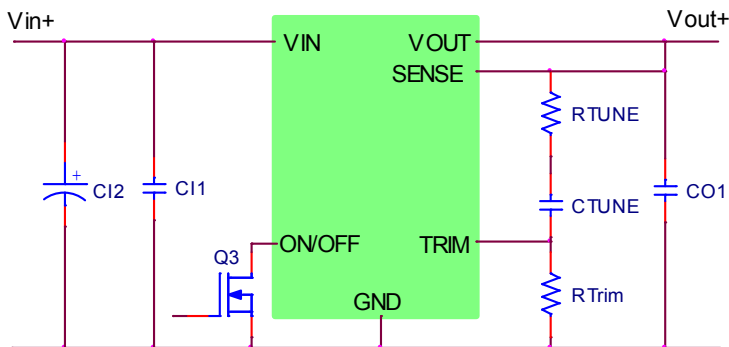 Vin+
Vout+
VIN
VOUT
SENSE
RTUNE
+
CI2
CI1
CTUNE
CO1
ON/OFF
TRIM
Q3
RTrim
GND